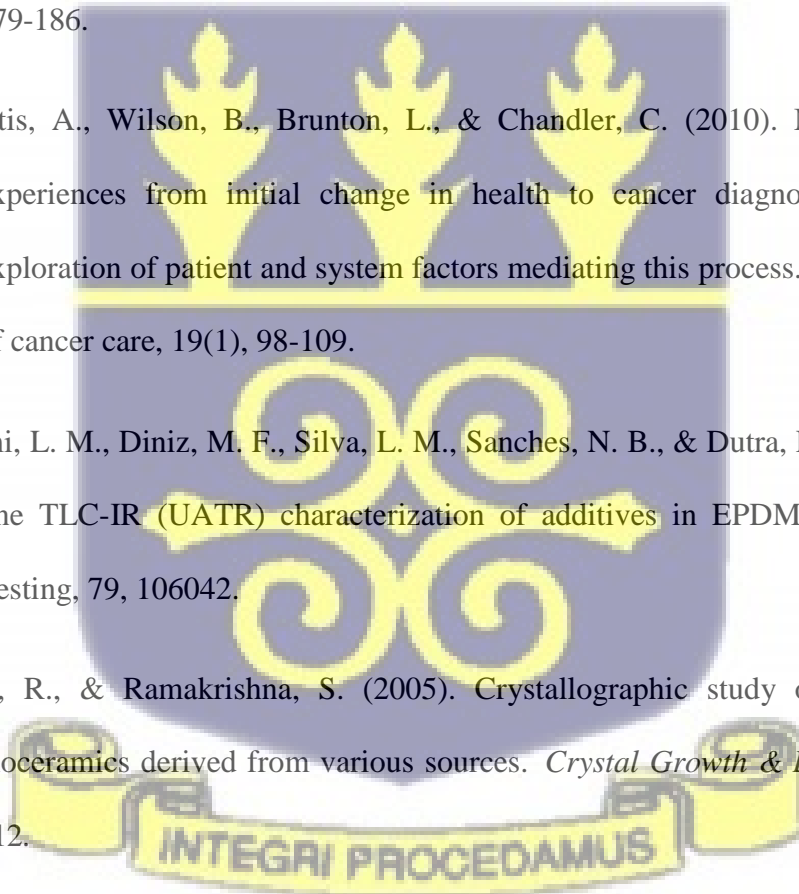 79-186.
tis, A., Wilson, B., Brunton, L., & Chandler, C. (2010).
xperiences from initial change in health to cancer diagno
xploration of patient and system factors mediating this process.
f cancer care, 19(1), 98-109.
ni, L. M., Diniz, M. F., Silva, L. M., Sanches, N. B., & Dutra,
ne TLC-IR (UATR) characterization of additives in EPDM
esting, 79, 106042.
, R., & Ramakrishna, S. (2005). Crystallographic study
oceramics derived from various sources. Crystal Growth &
12.
INTEGRI PROCEDAMUS